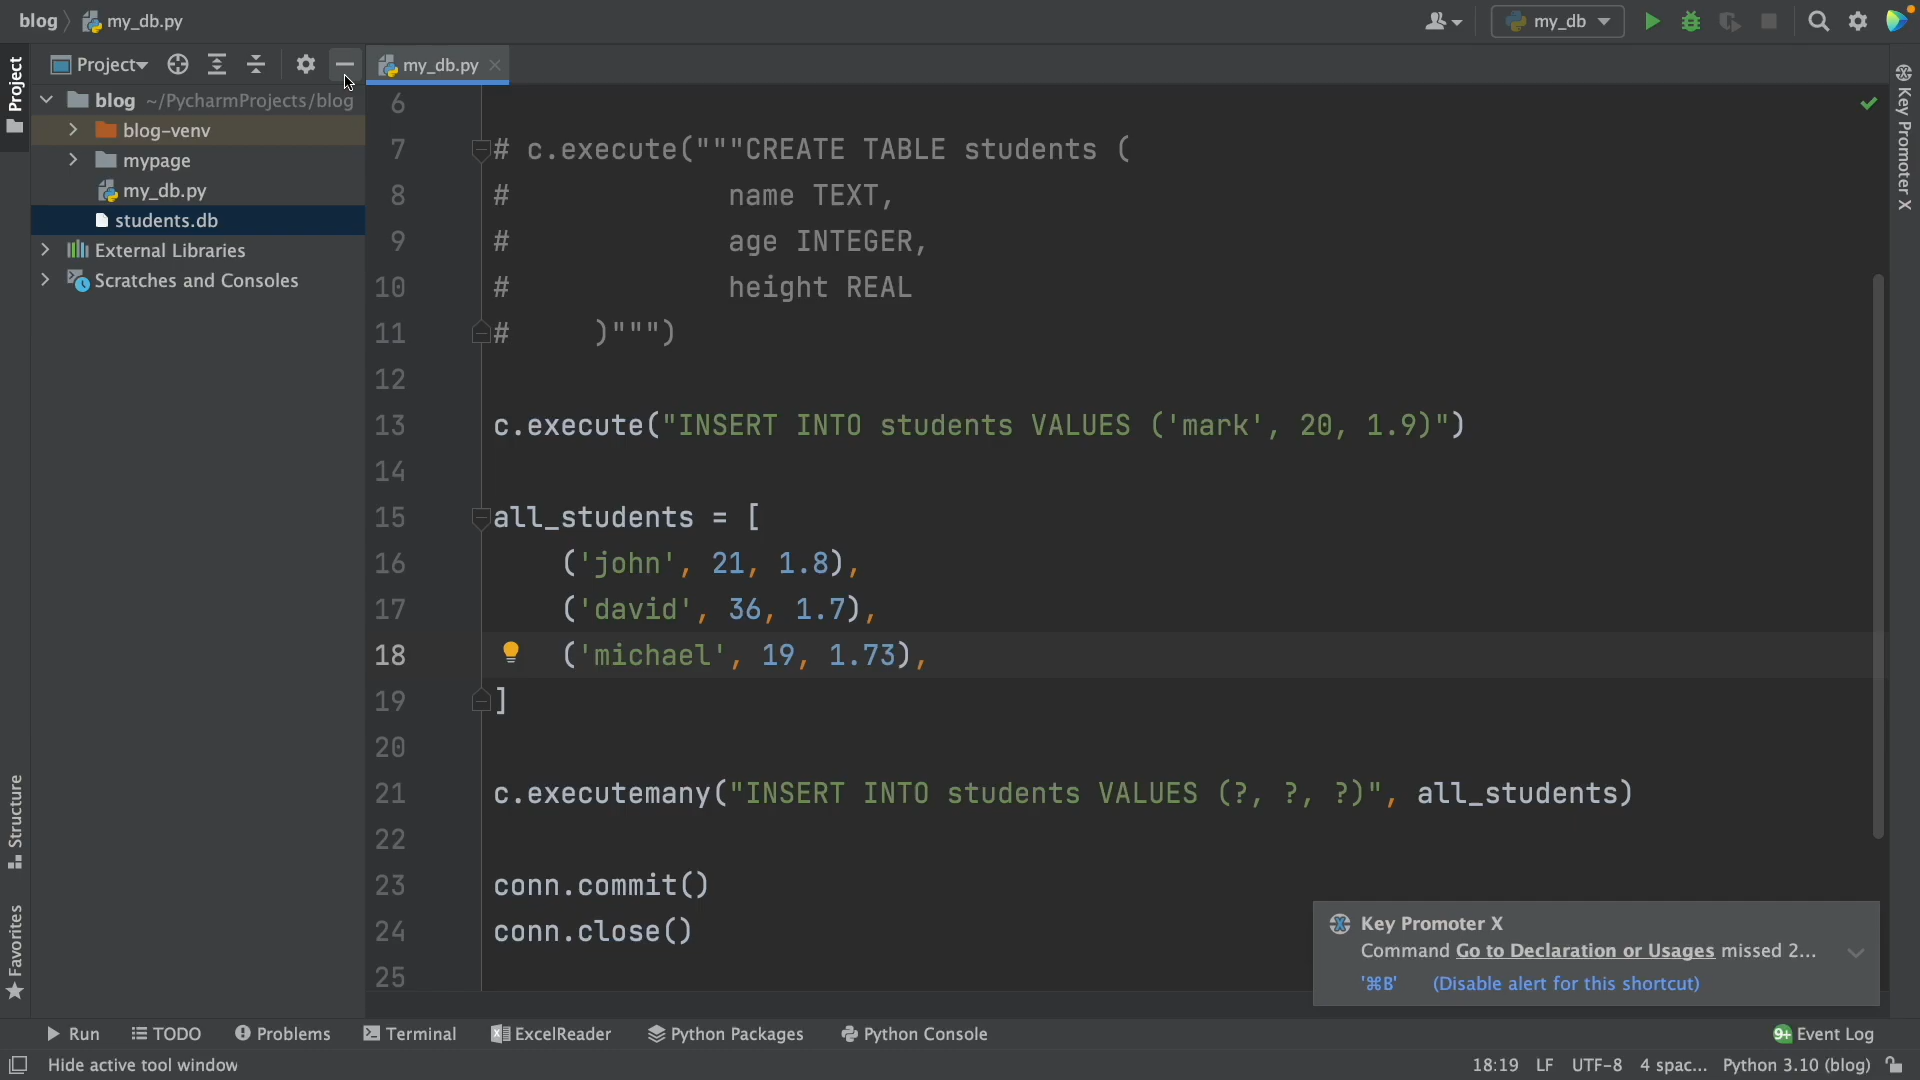 blog my_db.py
my_db
Project
my_db.py
Project
blog ~/PycharmProjects/blog
blog-venv
mypage
my_db.py
students.db
External Libraries
Scratches and Consoles
6
7 # c.execute("""CREATE TABLE students (
8 # name TEXT,
9 # age INTEGER,
10 # height REAL
11 # )""")
12
13 c.execute("INSERT INTO students VALUES ('mark', 20, 1.9)")
14
15 all_students = [
16 ('john', 21, 1.8),
17 ('david', 36, 1.7),
18 ('michael', 19, 1.73),
19 ]
20
21 c.executemany("INSERT INTO students VALUES (?, ?, ?)", all_students)
22
23 conn.commit()
24 conn.close()
25
Key Promoter X
Structure
Favorites
Key Promoter X
Command Go to Declaration or Usages missed 2...
'⌘B' (Disable alert for this shortcut)
Run TODO Problems Terminal ExcelReader Python Packages Python Console 9+ Event Log
Hide active tool window 18:19 LF UTF-8 4 spac... Python 3.10 (blog)